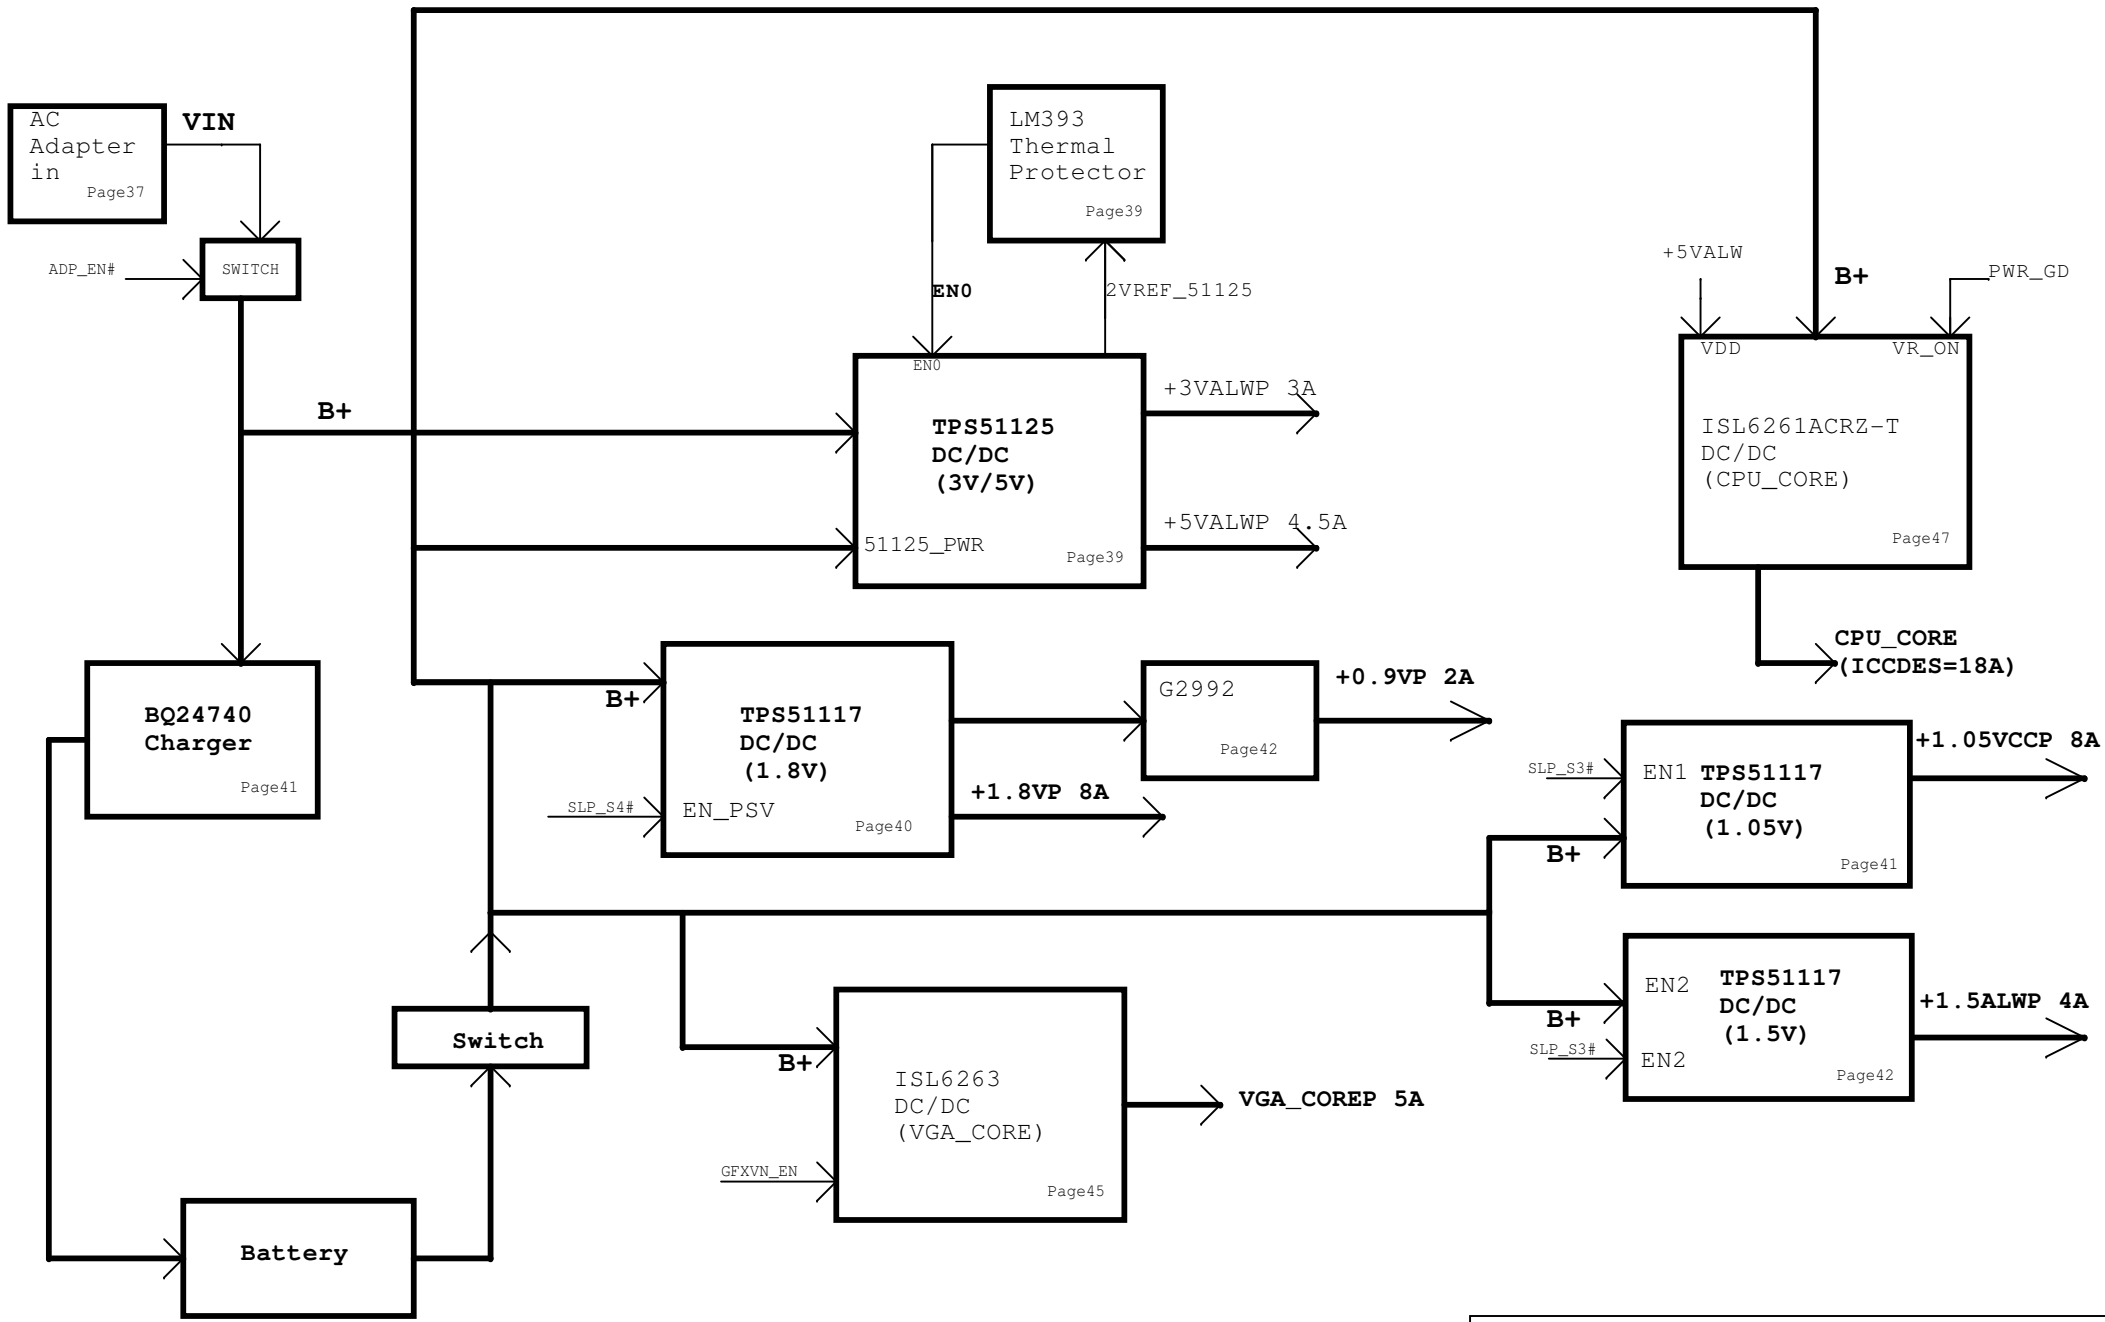 AC
Adapter
in
Page37
VIN
ADP_EN#
SWITCH
B+
LM393
Thermal
Protector
Page39
EN0
2VREF_51125
EN0
TPS51125
DC/DC
(3V/5V)
51125_PWR
Page39
+3VALWP 3A
+5VALWP 4.5A
+5VALW
B+
PWR_GD
VDD
VR_ON
ISL6261ACRZ-T
DC/DC
(CPU_CORE)
Page47
CPU_CORE
(ICCDES=18A)
BQ24740
Charger
Page41
B+
TPS51117
DC/DC
(1.8V)
SLP_S4#
EN_PSV
Page40
G2992
Page42
+0.9VP 2A
+1.8VP 8A
SLP_S3#
EN1
TPS51117
DC/DC
(1.05V)
Page41
B+
+1.05VCCP 8A
EN2
TPS51117
DC/DC
(1.5V)
B+
SLP_S3#
EN2
Page42
+1.5ALWP 4A
Switch
B+
ISL6263
DC/DC
(VGA_CORE)
GFXVN_EN
Page45
VGA_COREP 5A
Battery